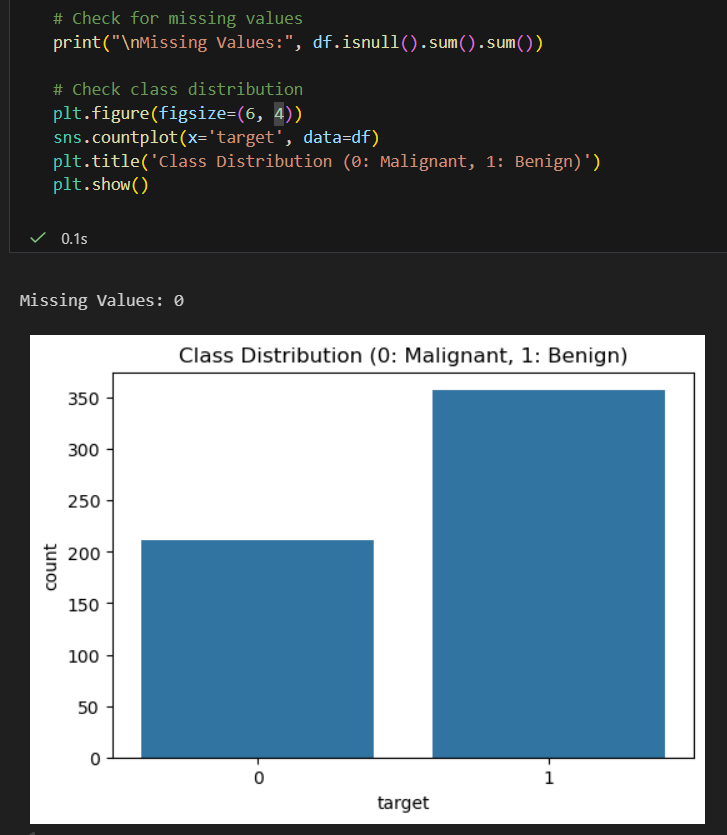 # Check for missing values
print("\nMissing Values:", df.isnull().sum().sum())
# Check class distribution
plt.figure(figsize=(6, 4))
sns.countplot(x='target', data=df)
plt.title('Class Distribution (0: Malignant, 1: Benign)')
plt.show()
0.1s
Missing Values: 0
Class Distribution (0: Malignant, 1: Benign)
350
300
250
200
150
100
50
0
count
0 1
target